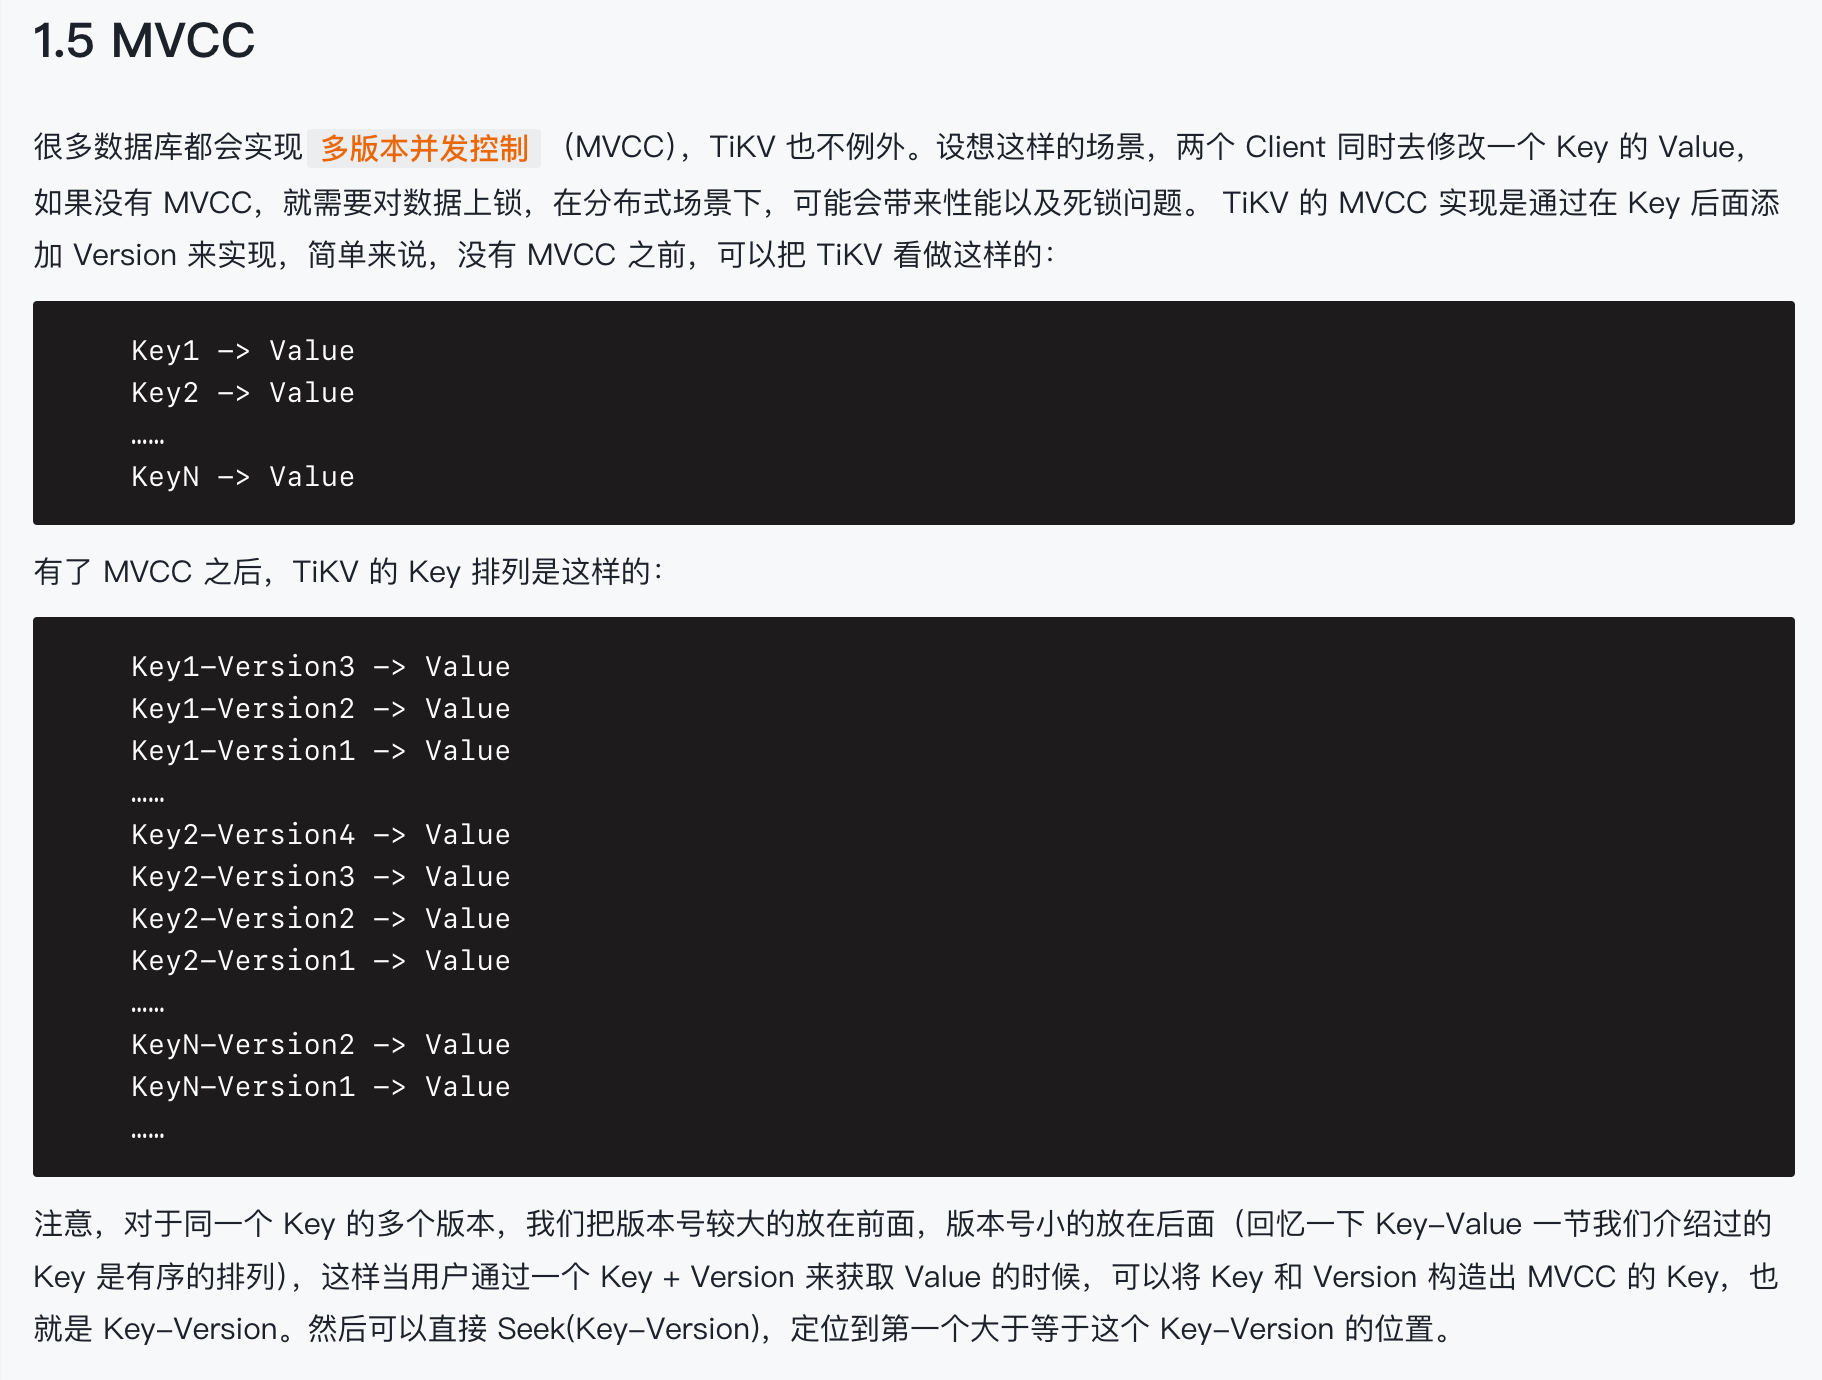 1.5 MVCC
很多数据库都会实现 多版本并发控制 （MVCC），TiKV 也不例外。设想这样的场景，两个 Client 同时去修改一个 Key 的 Value，
如果没有 MVCC，就需要对数据上锁，在分布式场景下，可能会带来性能以及死锁问题。 TiKV 的 MVCC 实现是通过在 Key 后面添
加 Version 来实现，简单来说，没有 MVCC 之前，可以把 TiKV 看做这样的：
Key1 -> Value
Key2 -> Value
……
KeyN -> Value
有了 MVCC 之后，TiKV 的 Key 排列是这样的：
Key1-Version3 -> Value
Key1-Version2 -> Value
Key1-Version1 -> Value
……
Key2-Version4 -> Value
Key2-Version3 -> Value
Key2-Version2 -> Value
Key2-Version1 -> Value
……
KeyN-Version2 -> Value
KeyN-Version1 -> Value
……
注意，对于同一个 Key 的多个版本，我们把版本号较大的放在前面，版本号小的放在后面（回忆一下 Key-Value 一节我们介绍过的
Key 是有序的排列），这样当用户通过一个 Key + Version 来获取 Value 的时候，可以将 Key 和 Version 构造出 MVCC 的 Key，也
就是 Key-Version。然后可以直接 Seek(Key-Version)，定位到第一个大于等于这个 Key-Version 的位置。